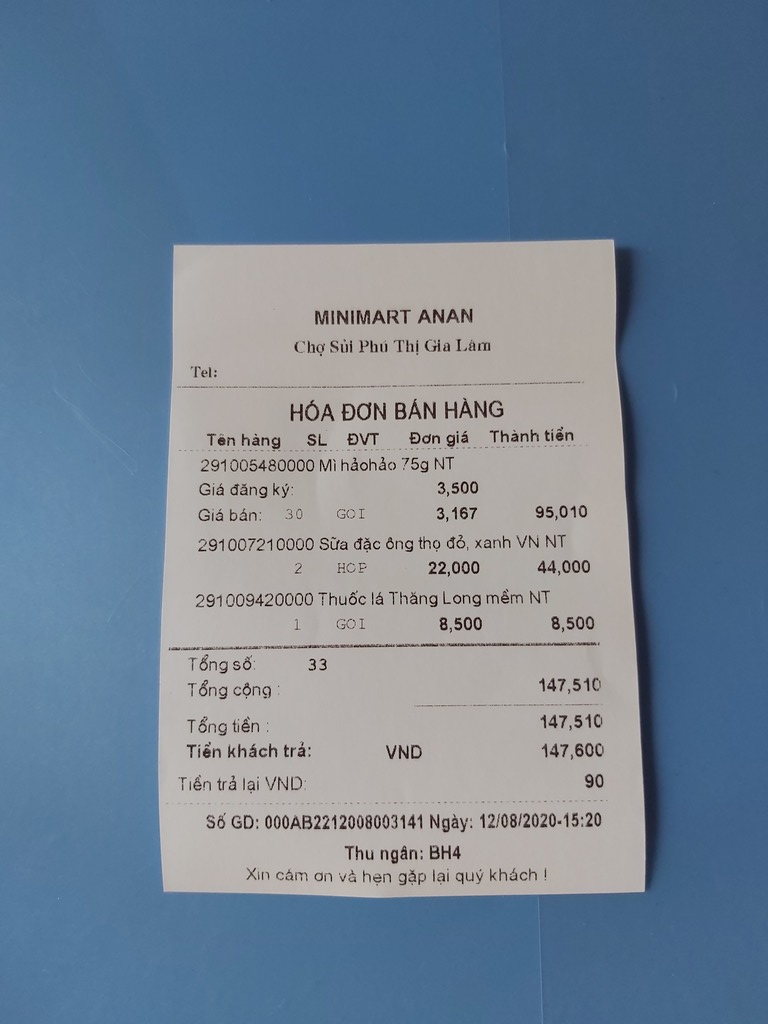 MINIMART ANAN
Chợ Sủi Phú Thị Gia Lâm
Tel:
HÓA ĐƠN BÁN HÀNG
Tên hàng SL ĐVT Đơn giá Thành tiền
291005480000 Mì hảohảo 75g NT
Giá đăng ký: 3,500
Giá bán: 30 GOI 3,167 95,010
291007210000 Sữa đặc ông thọ đỏ, xanh VN NT
2 HOP 22,000 44,000
291009420000 Thuốc lá Thăng Long mềm NT
1 GOI 8,500 8,500
Tổng số: 33
Tổng cộng : 147,510
Tổng tiền : 147,510
Tiền khách trả: VND 147,600
Tiền trả lại VND: 90
Số GD: 000AB2212008003141 Ngày: 12/08/2020-15:20
Thu ngân: BH4
Xin cám ơn và hẹn gặp lại quý khách !